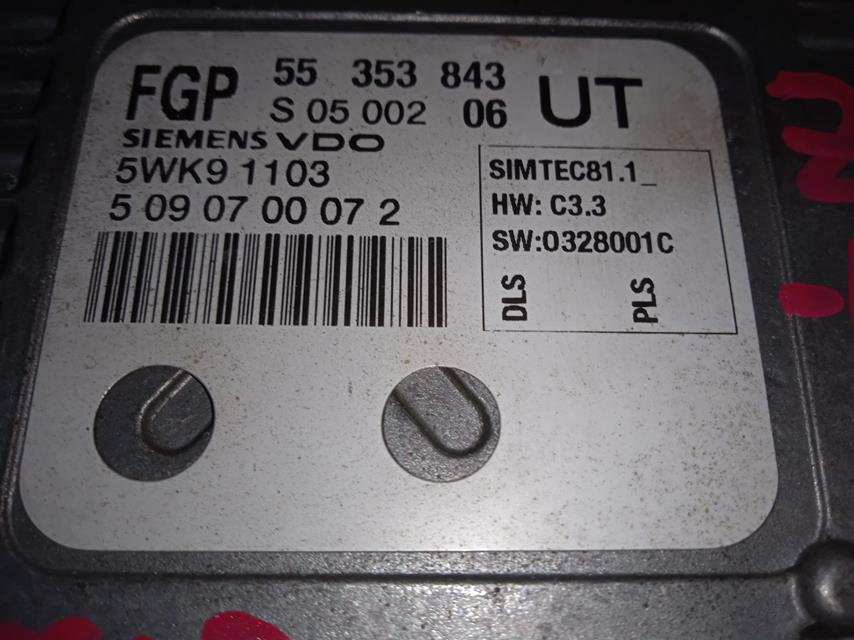 FGP 55 353 843 UT
S 05 002 06
SIEMENS VDO
5WK9 1103
5 09 07 00 07 2
SIMTEC81.1_
HW: C3.3
SW:0328001C
DLS PLS